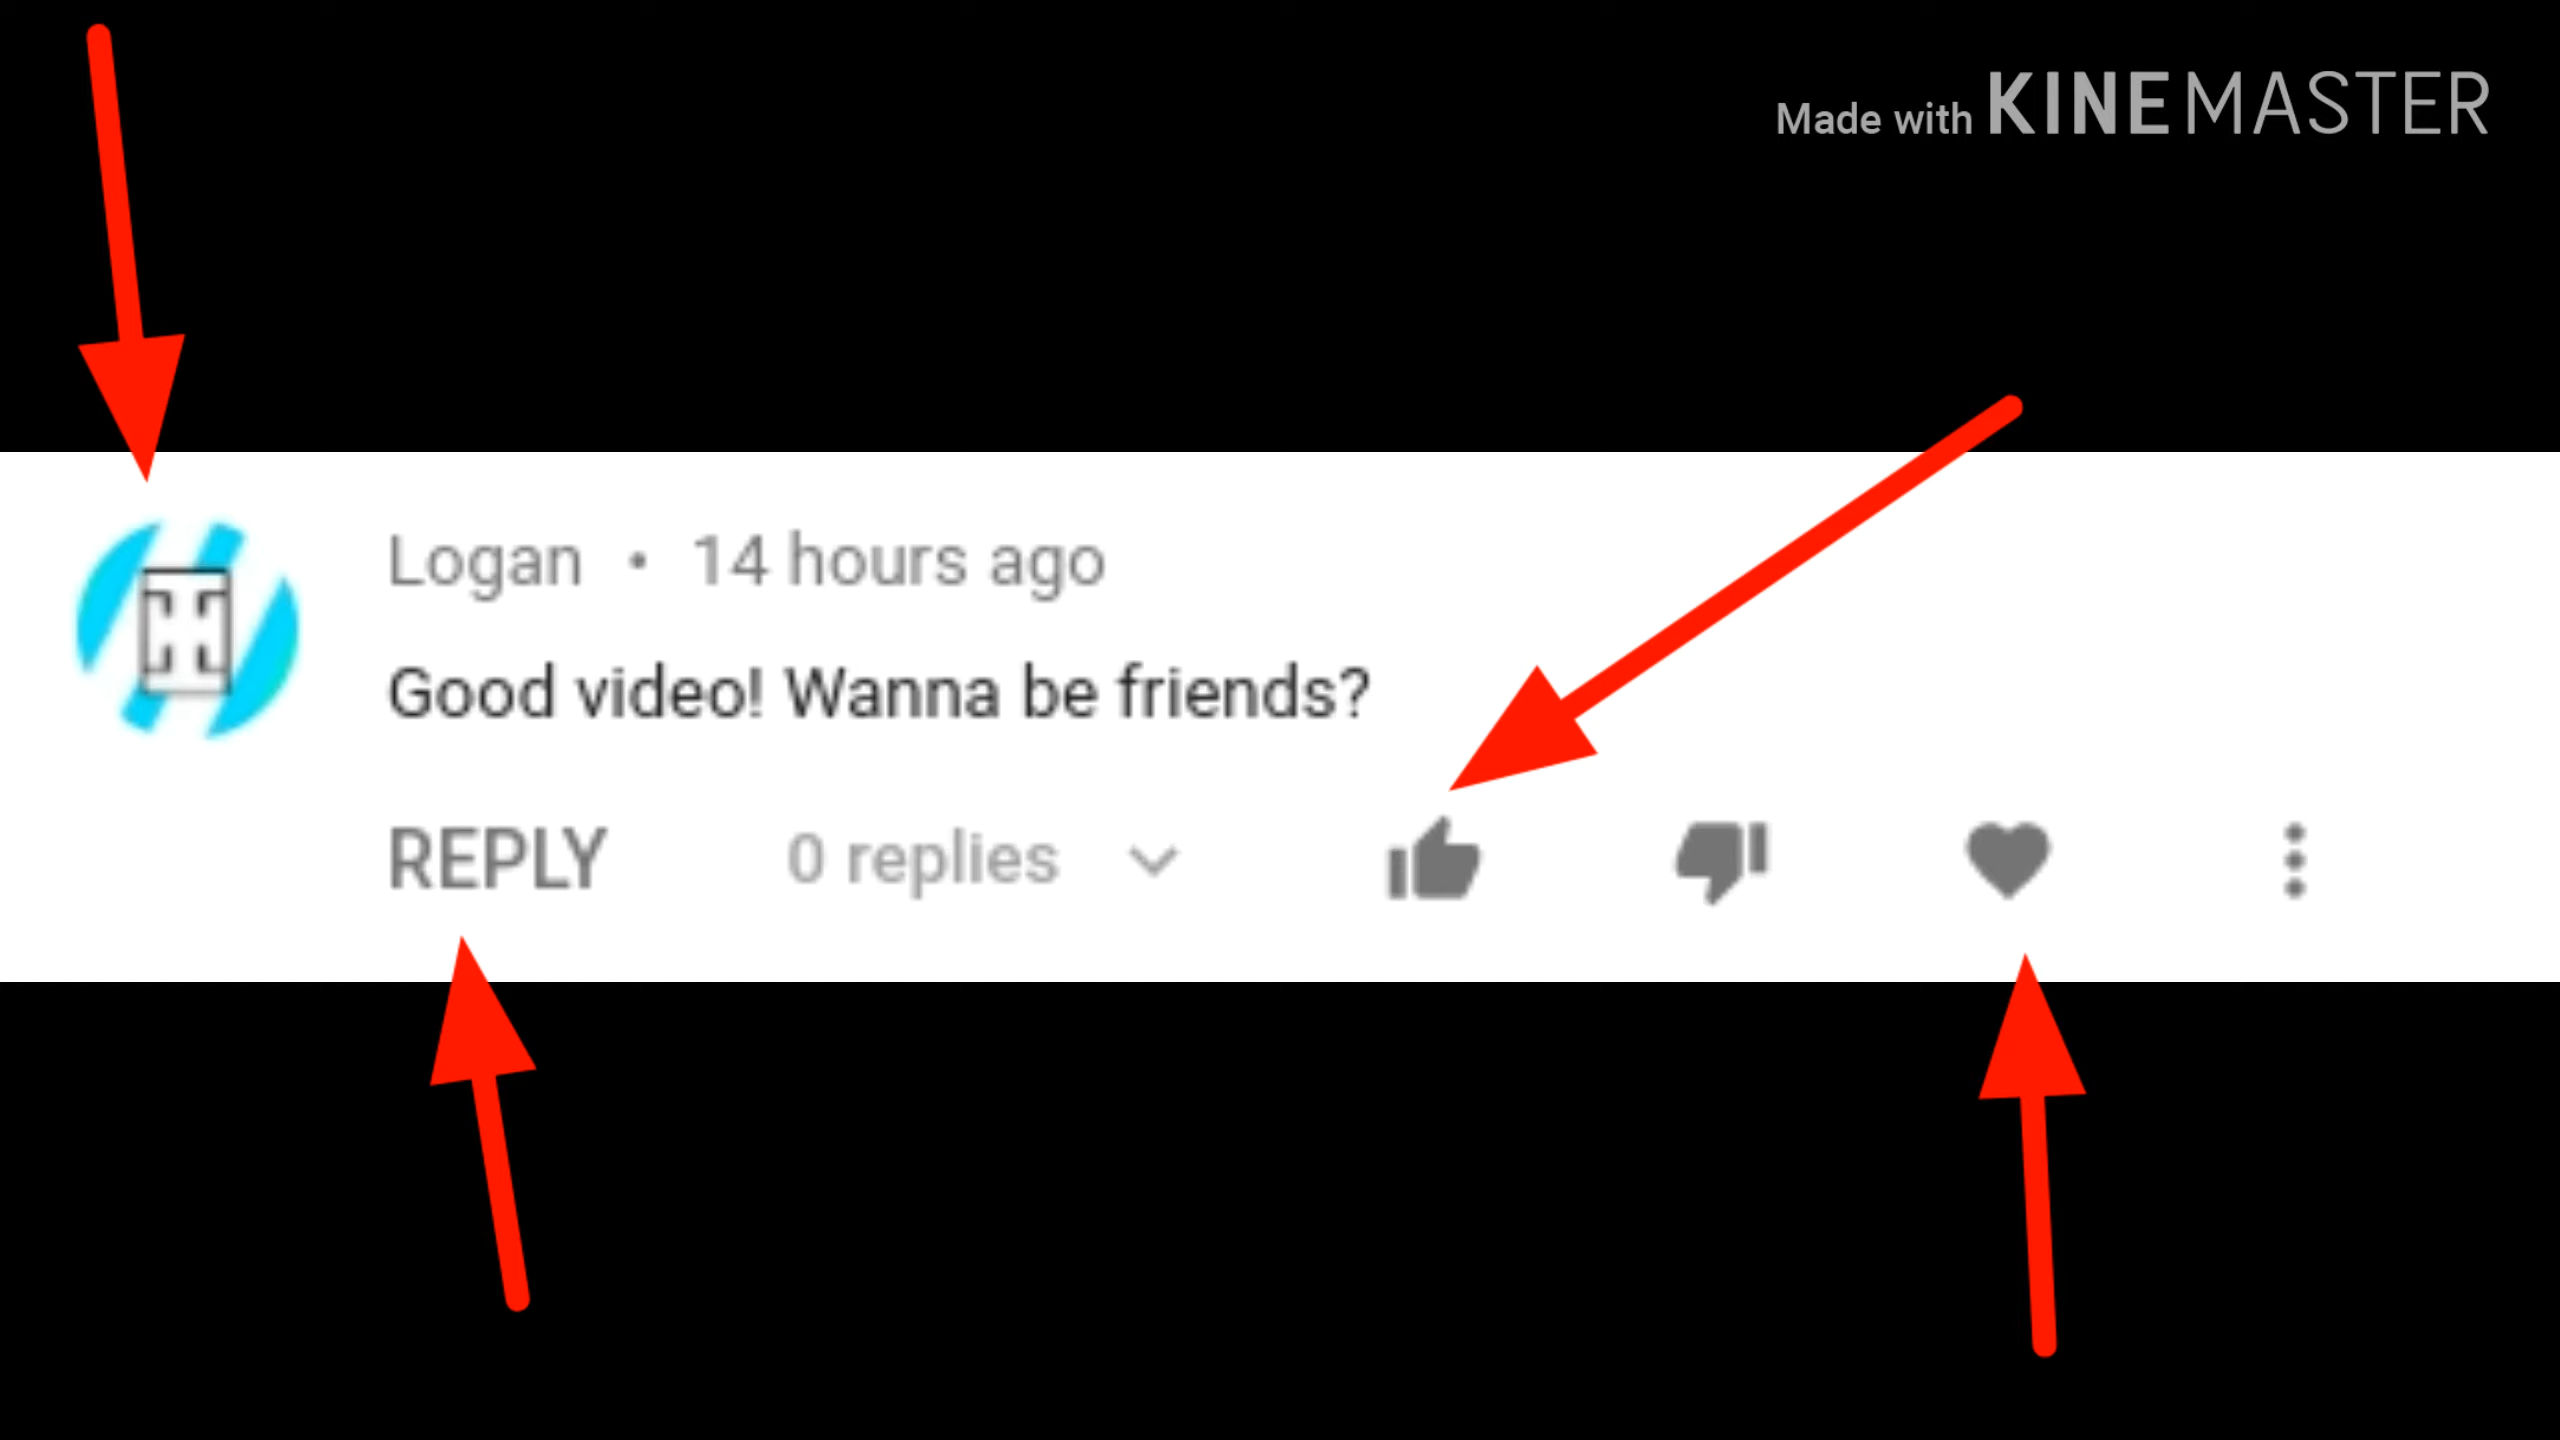 Made with KINEMASTER
Logan • 14 hours ago
Good video! Wanna be friends?
REPLY 0 replies